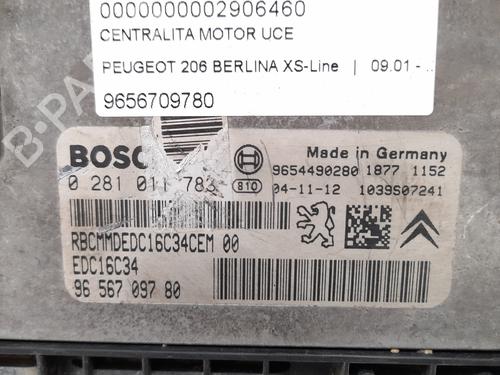 0000000002906460
CENTRALITA MOTOR UCE
PEUGEOT 206 BERLINA XS-Line | 09.01 - ...
9656709780
BOSCH Made in Germany
0 281 011 783 810 9654490280 1877 1152
04-11-12 1039S07241
RBCMMDEDC16C34CEM 00
EDC16C34
96 567 097 80